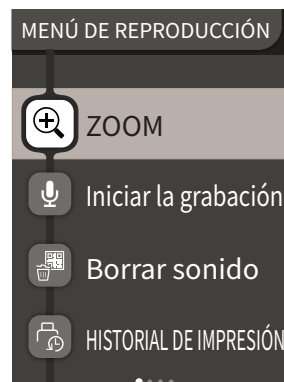 MENÚ DE REPRODUCCIÓN
ZOOM
Iniciar la grabación
Borrar sonido
HISTORIAL DE IMPRESIÓN